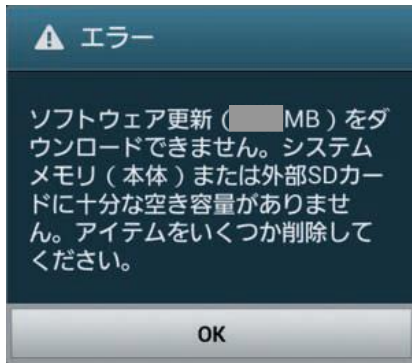 エラー
ソフトウェア更新(MB)をダ
ウンロードできません。システム
メモリ(本体)または外部SDカー
ドに十分な空き容量がありませ
ん。アイテムをいくつか削除して
ください。
OK